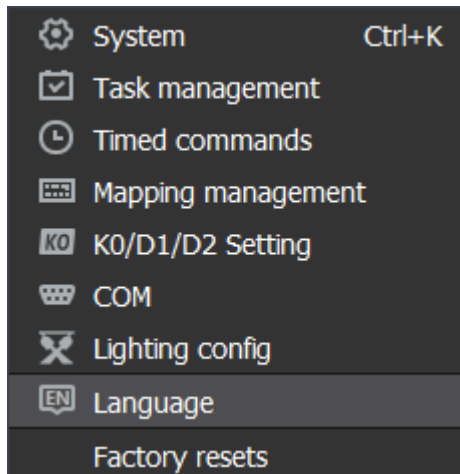 System Ctrl+K
Task management
Timed commands
Mapping management
KO K0/D1/D2 Setting
COM
Lighting config
EN Language
Factory resets